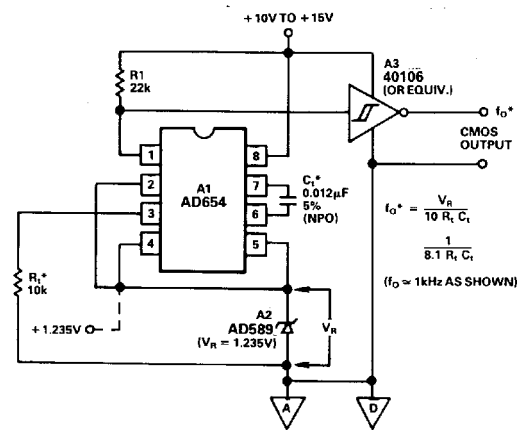 +10V TO +15V
R1
22k
A3
40106
(OR EQUIV.)
fO*
CMOS
OUTPUT
1
2
3
4
A1
AD654
8
7
6
5
Ct*
0.012μF
5%
(NPO)
fO* = VR
10 Rt Ct
1
8.1 Rt Ct
(fO ≃ 1kHz AS SHOWN)
Rt*
10k
+1.235V
A2
AD589
(VR = 1.235V)
VR
A
D